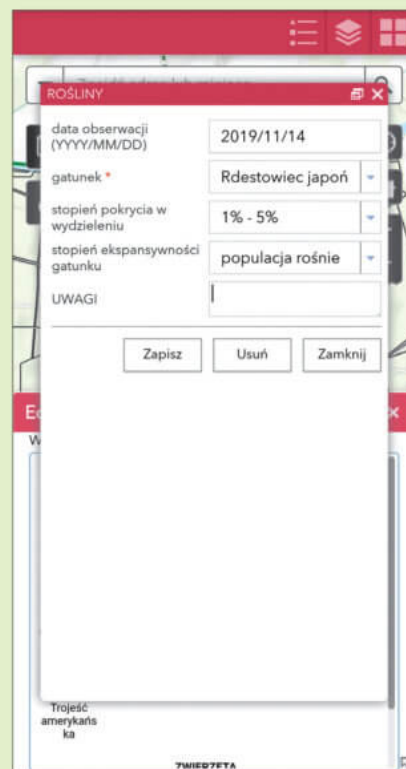 ROŚLINY
data obserwacji
(YYYY/MM/DD)
2019/11/14
gatunek *
Rdestowiec japoń
stopień pokrycia w
wydzieleniu
1% - 5%
stopień ekspansywności
gatunku
populacja rośnie
UWAGI
Zapisz
Usuń
Zamknij
Trojeść
amerykańs
ka